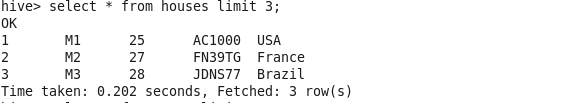 hive> select * from houses limit 3;
OK
1 M1 25 AC1000 USA
2 M2 27 FN39TG France
3 M3 28 JDNS77 Brazil
Time taken: 0.202 seconds, Fetched: 3 row(s)